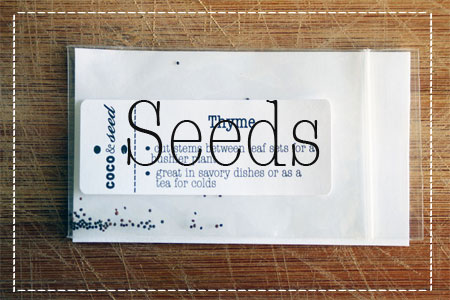 Seeds
coco & seed
Thyme
• cut stems between leaf sets for a
bushier plant
• great in savory dishes or as a
tea for colds